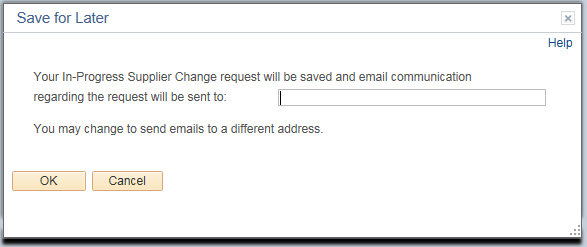 Save for Later
Help
Your In-Progress Supplier Change request will be saved and email communication
regarding the request will be sent to:
You may change to send emails to a different address.
OK
Cancel